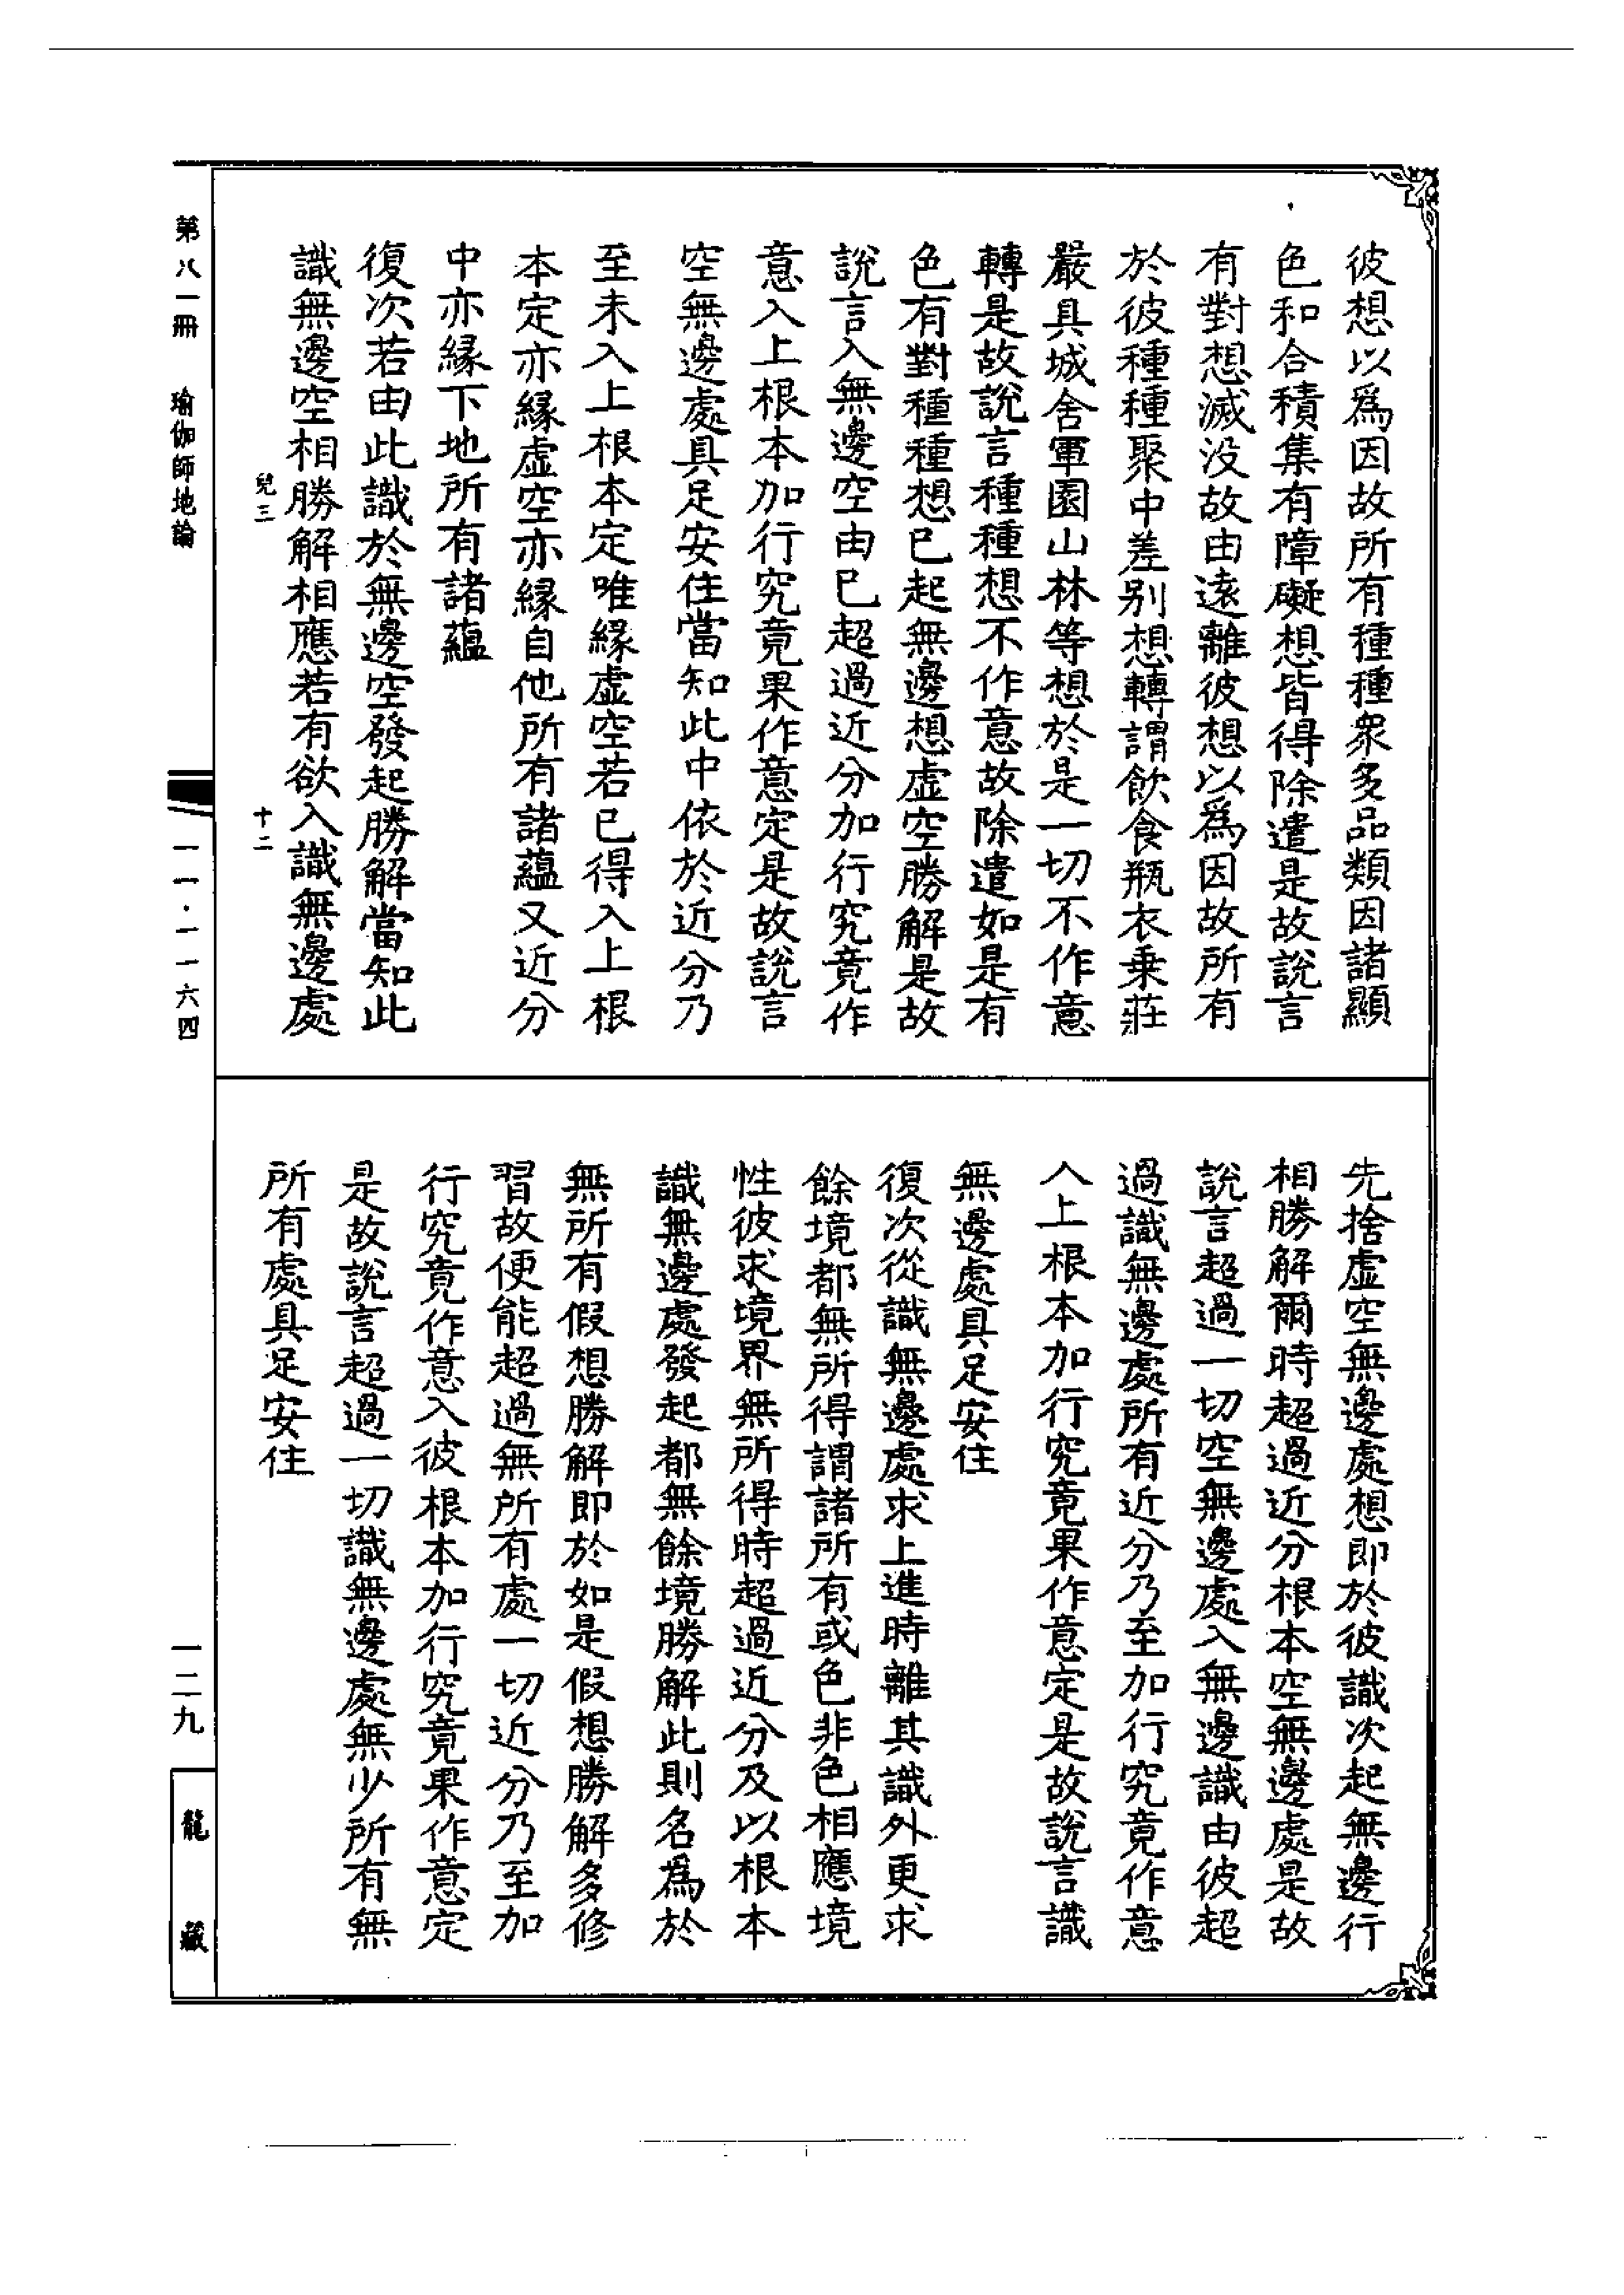 彼想以爲因故所有種種衆多品類因諸顯
色和合積集有障礙想皆得除遣是故説言
有對想滅没故由遠離彼想以爲因故所有
於彼種種聚中差别想轉謂飲食瓶衣乘莊
嚴具城舍軍園山林等想於是一切不作意
轉是故説言種種想不作意故除遣如是有
色有對種種想已起無邊想虚空勝解是故
説言入無邊空由已超過近分加行究竟作
意入上根本加行究竟果作意定是故説言
空無邊處具足安住當知此中依於近分乃
至未入上根本定唯緣虚空若已得入上根
本定亦緣虚空亦緣自他所有諸蘊又近分
中亦緣下地所有諸蘊
復次若由此識於無邊空發起勝解當知此
識無邊空相勝解相應若有欲入識無邊處
兒三
十二
先捨虚空無邊處想即於彼識次起無邊行
相勝解爾時超過近分根本空無邊處是故
説言超過一切空無邊處入無邊識由彼超
過識無邊處所有近分乃至加行究竟作意
入上根本加行究竟果作意定是故説言識
無邊處具足安住
復次從識無邊處求上進時離其識外更求
餘境都無所得謂諸所有或色非色相應境
性彼求境界無所得時超過近分及以根本
識無邊處發起都無餘境勝解此則名爲於
無所有假想勝解即於如是假想勝解多修
習故便能超過無所有處一切近分乃至加
行究竟作意入彼根本加行究竟果作意定
是故説言超過一切識無邊處無少所有無
所有處具足安住
第八一冊
瑜伽師地論
一一·一一六四
一二九
龍藏